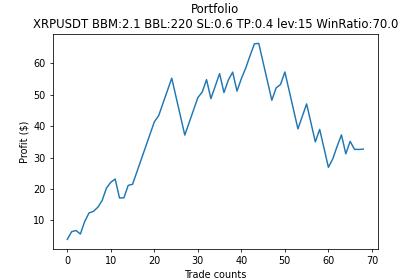 Portfolio
XRPUSDT BBM:2.1 BBL:220 SL:0.6 TP:0.4 lev:15 WinRatio:70.0
60
50
40
30
20
10
Profit ($)
0 10 20 30 40 50 60 70
Trade counts